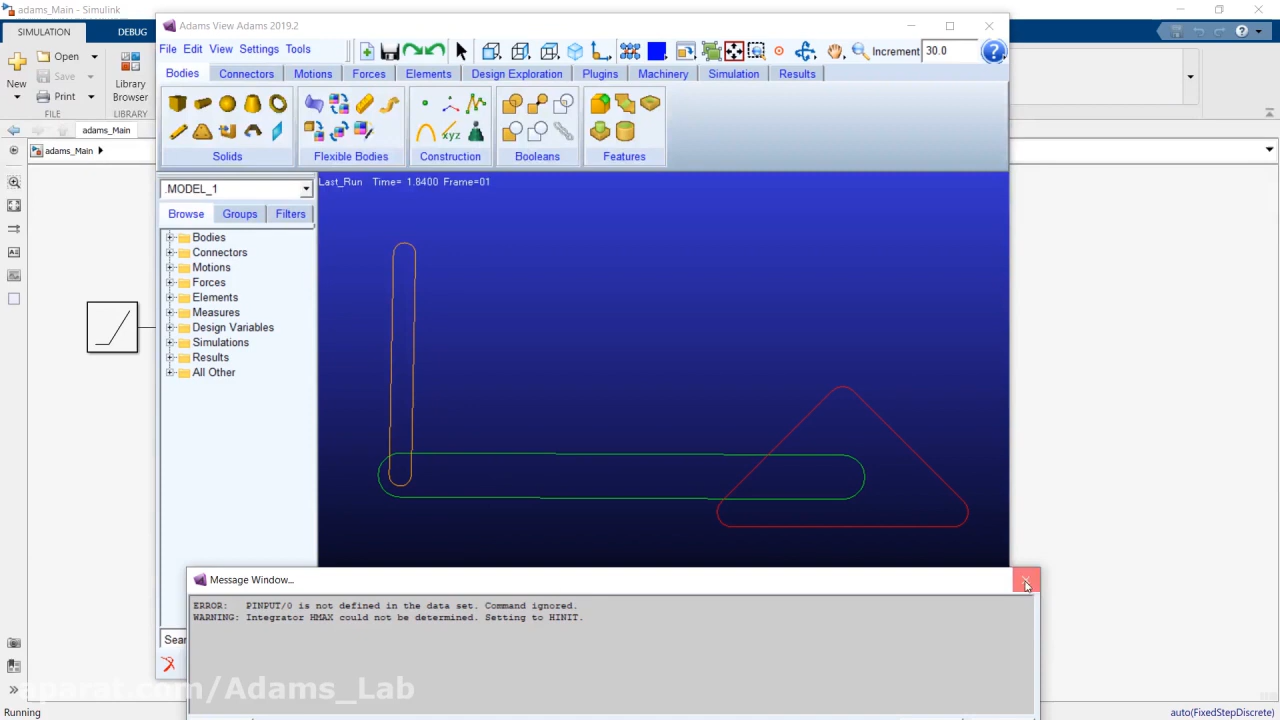 adams_Main - Simulink
SIMULATION
DEBUG
New
Open
Save
Print
Library
Browser
FILE
LIBRARY
adams_Main
adams_Main
Adams View Adams 2019.2
File Edit View Settings Tools
Increment 30.0
Bodies Connectors Motions Forces Elements Design Exploration Plugins Machinery Simulation Results
xyz
Solids Flexible Bodies Construction Booleans Features
.MODEL_1
Browse Groups Filters
Bodies
Connectors
Motions
Forces
Elements
Measures
Design Variables
Simulations
Results
All Other
Last_Run Time= 1.8400 Frame=01
Message Window...
ERROR: PINPUT/0 is not defined in the data set. Command ignored.
WARNING: Integrator HMAX could not be determined. Setting to HINIT.
Sear
aparat.com/Adams_Lab
Running
auto(FixedStepDiscrete)